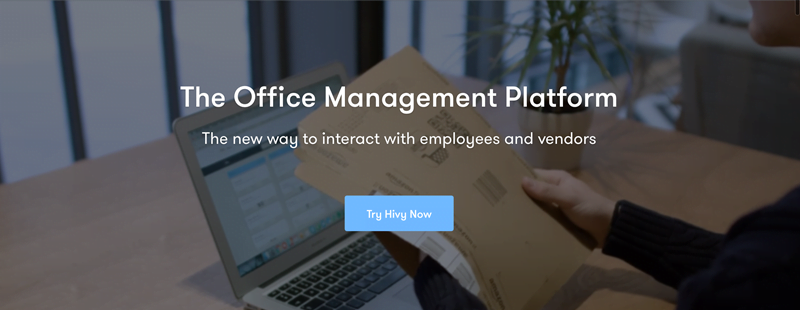 The Office Management Platform
The new way to interact with employees and vendors
Try Hivy Now